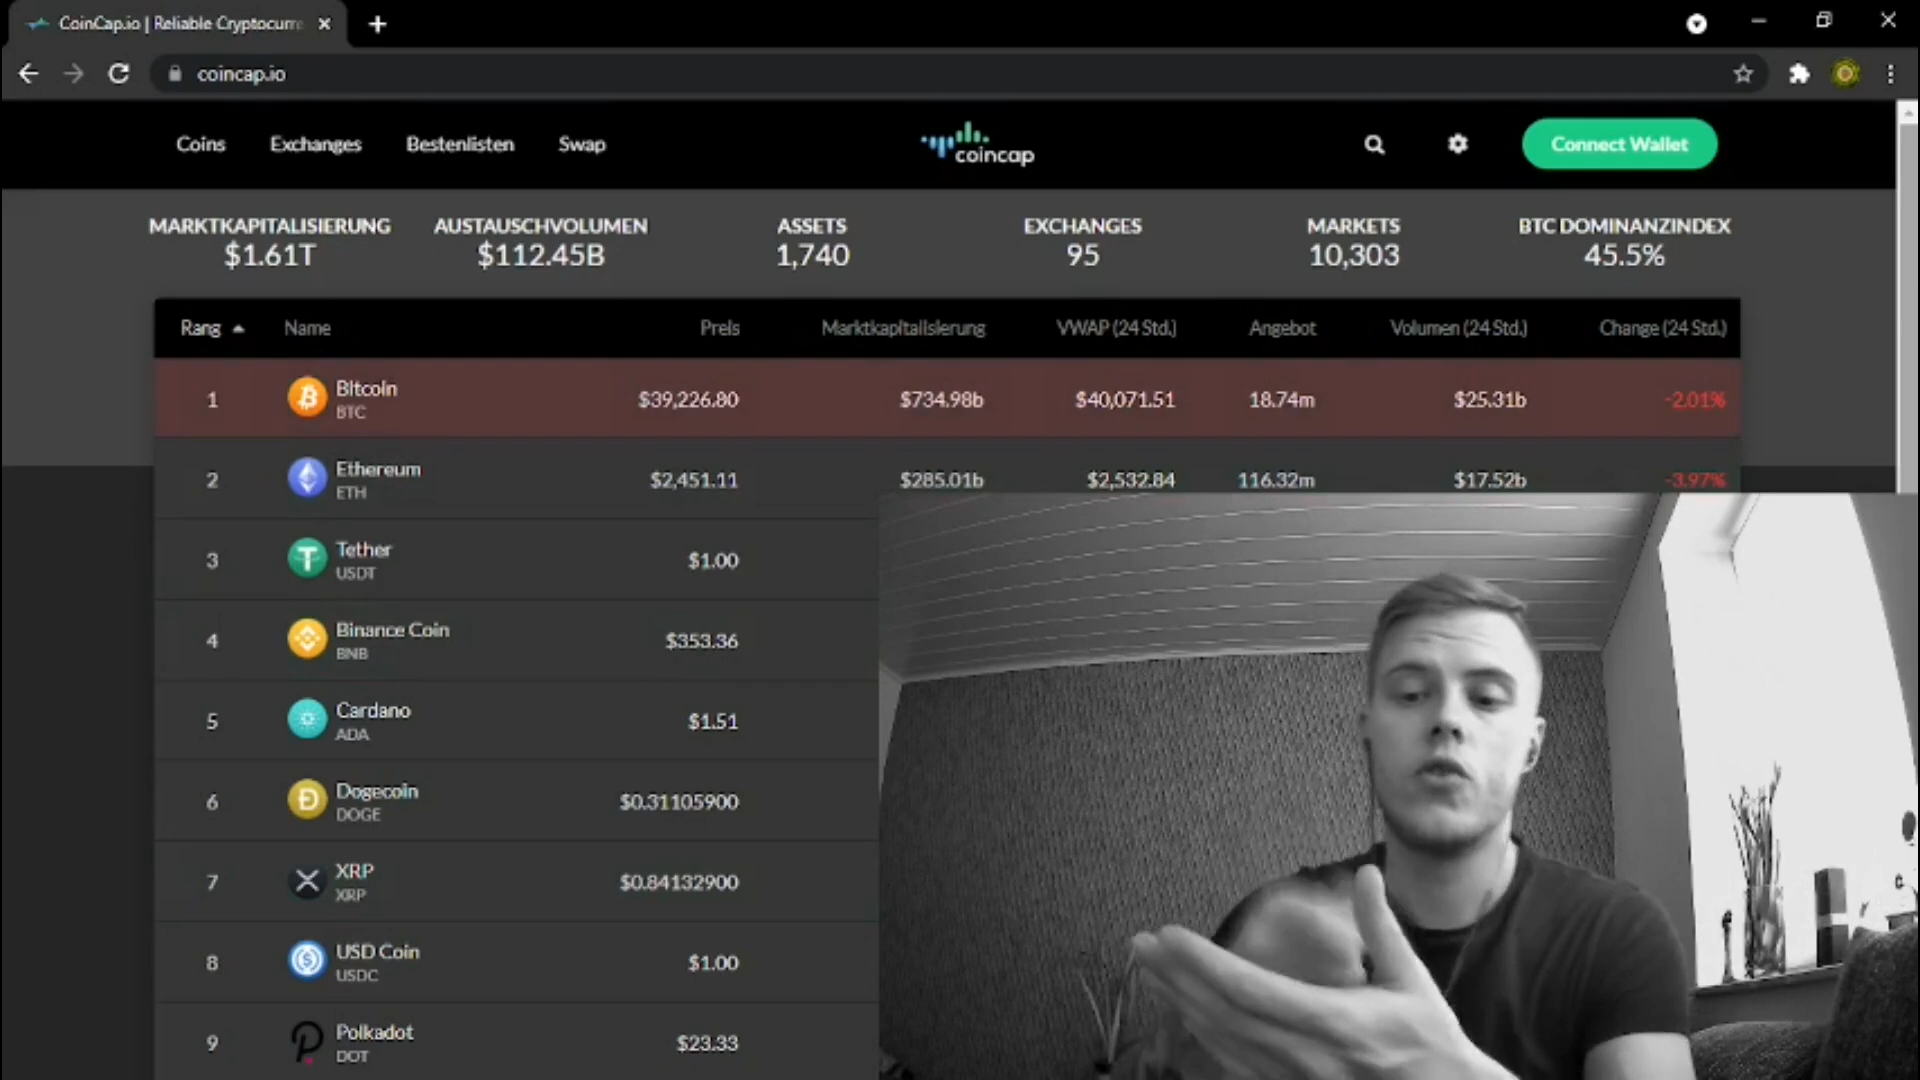 CoinCap.io | Reliable Cryptocurre
coincap.io
Coins Exchanges Bestenlisten Swap coincap Connect Wallet
MARKTKAPITALISIERUNG AUSTAUSCHVOLUMEN ASSETS EXCHANGES MARKETS BTC DOMINANZINDEX
$1.61T $112.45B 1,740 95 10,303 45.5%
Rang Name Preis Marktkapitalisierung VWAP (24 Std.) Angebot Volumen (24 Std.) Change (24 Std.)
1 Bitcoin $39,226.80 $734.98b $40,071.51 18.74m $25.31b -2.01%
BTC
2 Ethereum $2,451.11 $285.01b $2,532.84 116.32m $17.52b -3.97%
ETH
3 Tether $1.00
USDT
4 Binance Coin $353.36
BNB
5 Cardano $1.51
ADA
6 Dogecoin $0.31105900
DOGE
7 XRP $0.84132900
XRP
8 USD Coin $1.00
USDC
9 Polkadot $23.33
DOT